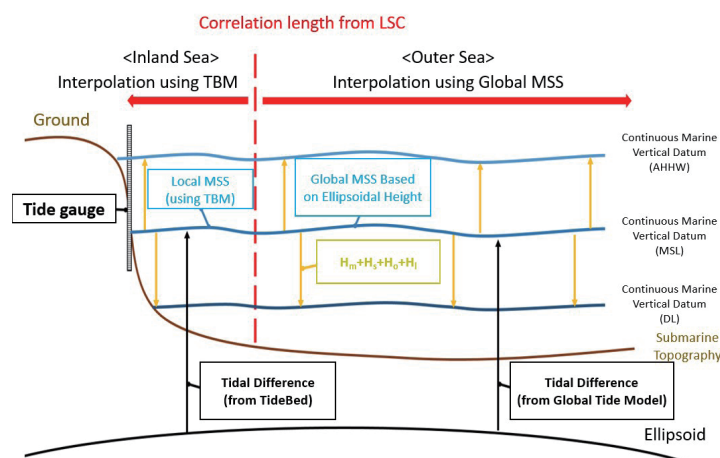 Correlation length from LSC
<Inland Sea>
Interpolation using TBM
<Outer Sea>
Interpolation using Global MSS
Ground
Continuous Marine
Vertical Datum
(AHHW)
Local MSS
(using TBM)
Global MSS Based
on Ellipsoidal Height
Tide gauge
Continuous Marine
Vertical Datum
(MSL)
Hm+Hs+Ho+Hl
Continuous Marine
Vertical Datum
(DL)
Submarine
Topography
Tidal Difference
(from TideBed)
Tidal Difference
(from Global Tide Model)
Ellipsoid